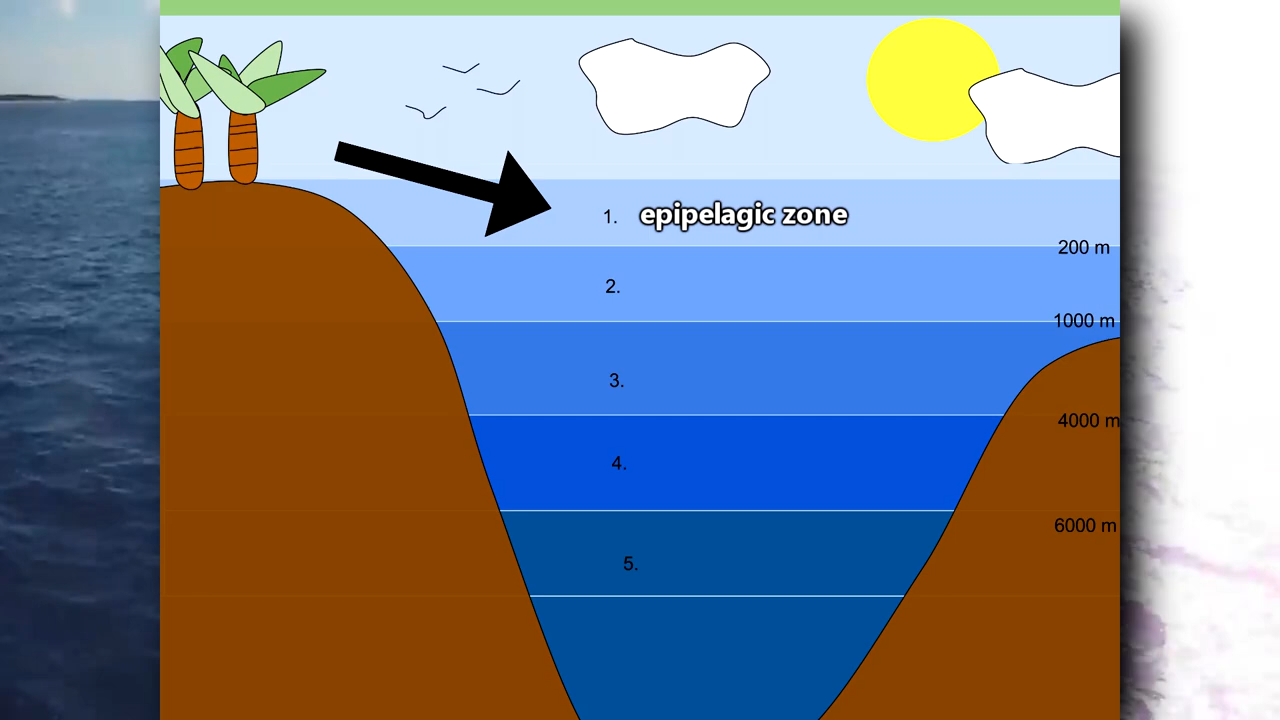 1. epipelagic zone
200 m
2.
1000 m
3.
4000 m
4.
6000 m
5.